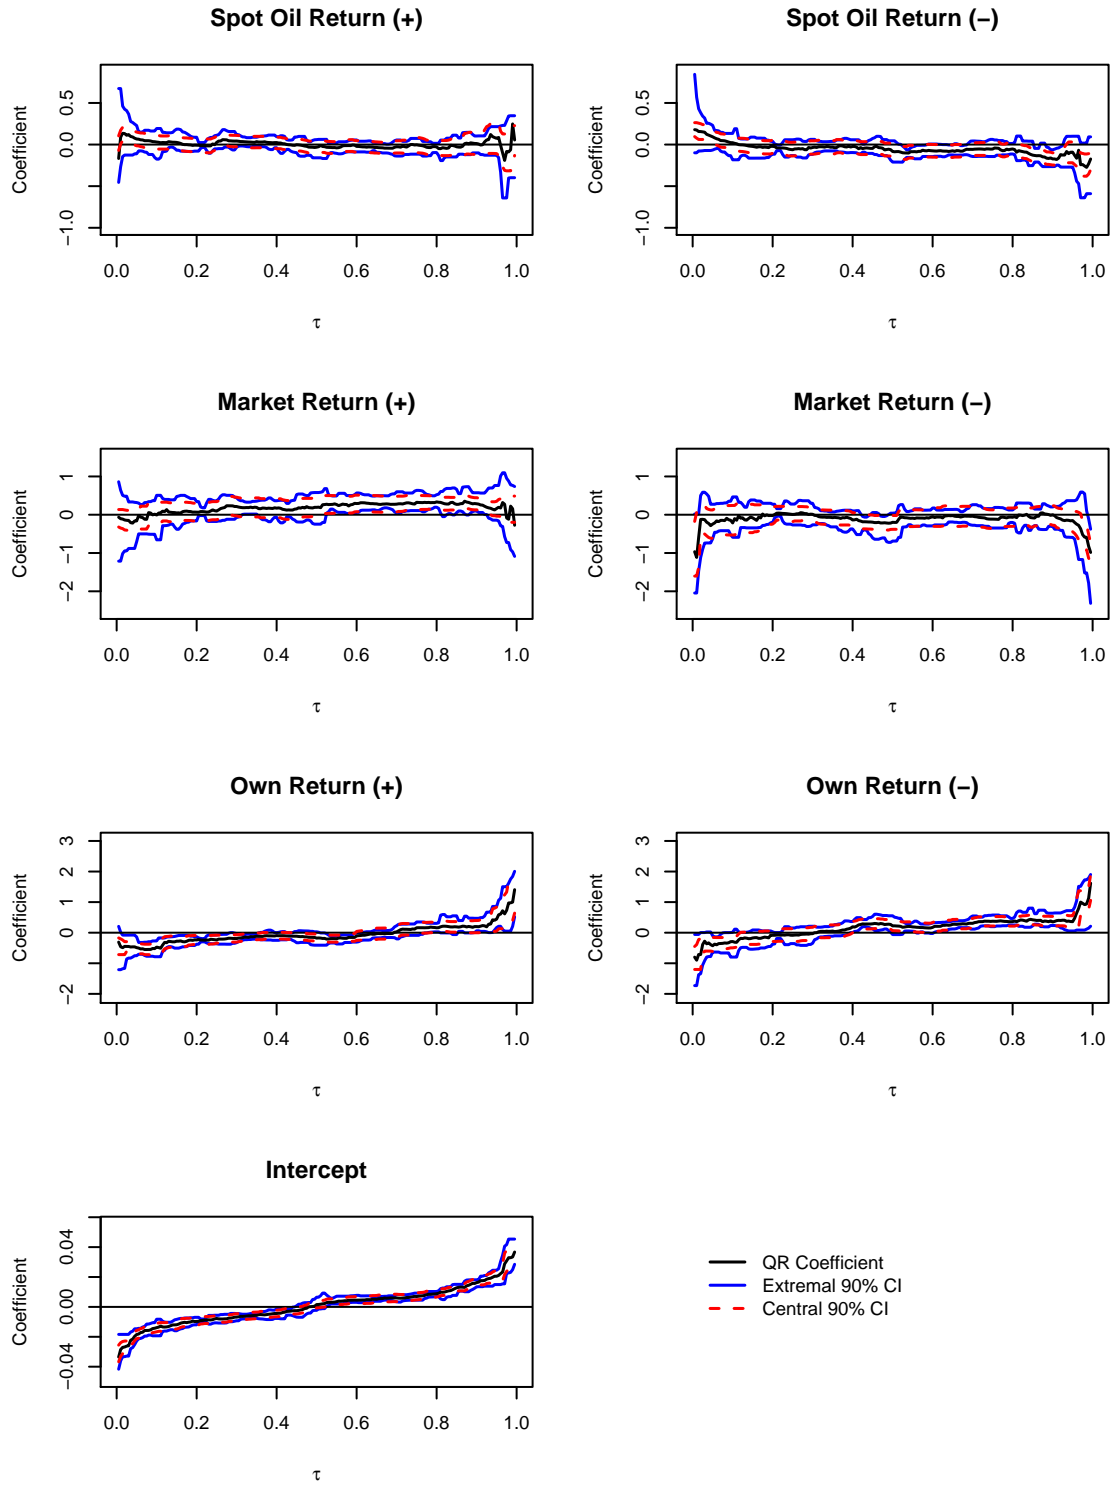 Spot Oil Return (+)
Coefficient
0.5
0.0
−1.0
0.0 0.2 0.4 0.6 0.8 1.0
τ
Spot Oil Return (−)
Coefficient
0.5
0.0
−1.0
0.0 0.2 0.4 0.6 0.8 1.0
τ
Market Return (+)
Coefficient
1
0
−1
−2
0.0 0.2 0.4 0.6 0.8 1.0
τ
Market Return (−)
Coefficient
1
0
−1
−2
0.0 0.2 0.4 0.6 0.8 1.0
τ
Own Return (+)
Coefficient
3
2
1
0
−2
0.0 0.2 0.4 0.6 0.8 1.0
τ
Own Return (−)
Coefficient
3
2
1
0
−2
0.0 0.2 0.4 0.6 0.8 1.0
τ
Intercept
Coefficient
0.04
0.00
−0.04
0.0 0.2 0.4 0.6 0.8 1.0
τ
QR Coefficient
Extremal 90% CI
Central 90% CI